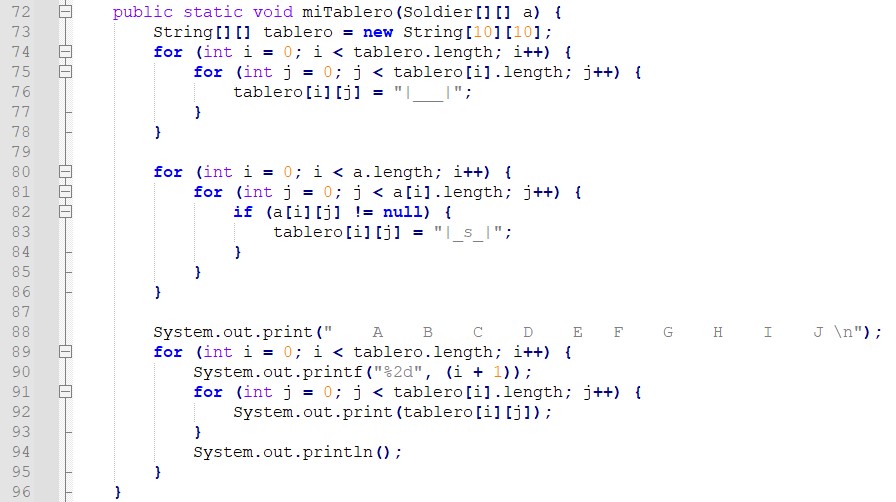 72 public static void miTablero(Soldier[][] a) {
73 String[][] tablero = new String[10][10];
74 for (int i = 0; i < tablero.length; i++) {
75 for (int j = 0; j < tablero[i].length; j++) {
76 tablero[i][j] = "|___|";
77 }
78 }
79
80 for (int i = 0; i < a.length; i++) {
81 for (int j = 0; j < a[i].length; j++) {
82 if (a[i][j] != null) {
83 tablero[i][j] = "|_s_|";
84 }
85 }
86 }
87
88 System.out.print("    A    B    C    D    E   F    G    H    I    J \n");
89 for (int i = 0; i < tablero.length; i++) {
90 System.out.printf("%2d", (i + 1));
91 for (int j = 0; j < tablero[i].length; j++) {
92 System.out.print(tablero[i][j]);
93 }
94 System.out.println();
95 }
96 }